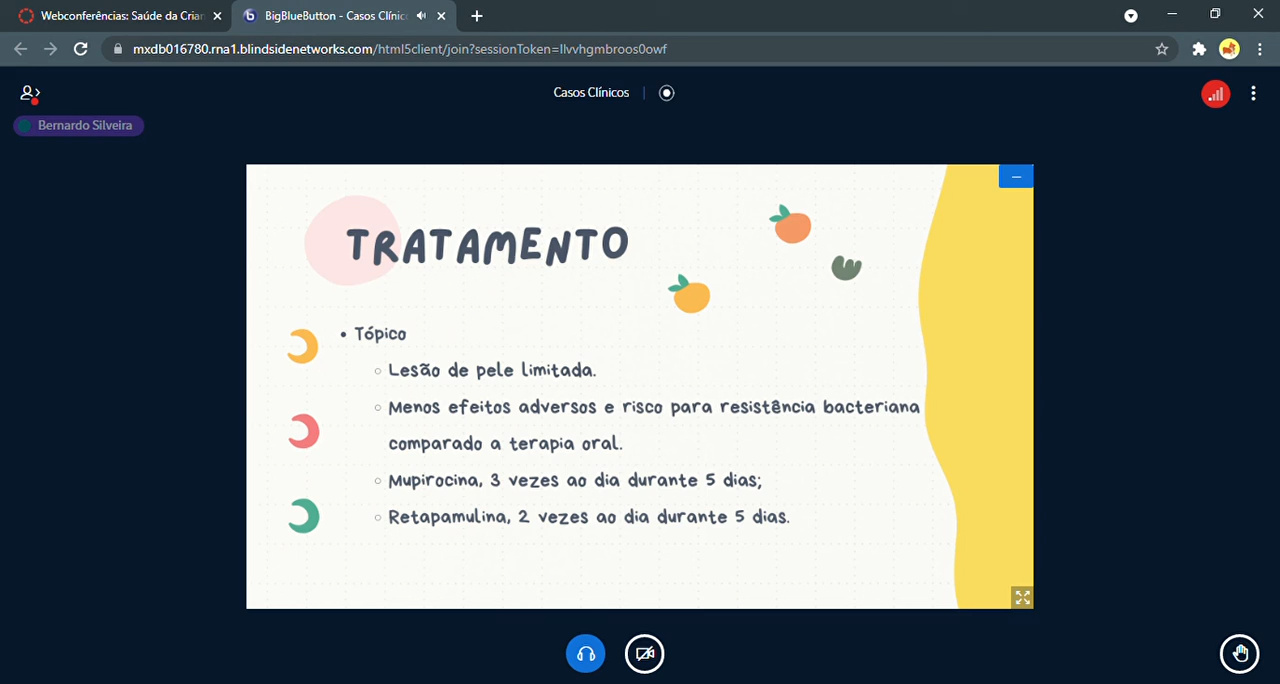 Webconferências: Saúde da Crian
BigBlueButton - Casos Clínic
mxdb016780.rna1.blindsidenetworks.com/html5client/join?sessionToken=llvvhgmbroos0owf
Casos Clínicos
Bernardo Silveira
TRATAMENTO
• Tópico
○ Lesão de pele limitada.
○ Menos efeitos adversos e risco para resistência bacteriana
comparado a terapia oral.
○ Mupirocina, 3 vezes ao dia durante 5 dias;
○ Retapamulina, 2 vezes ao dia durante 5 dias.